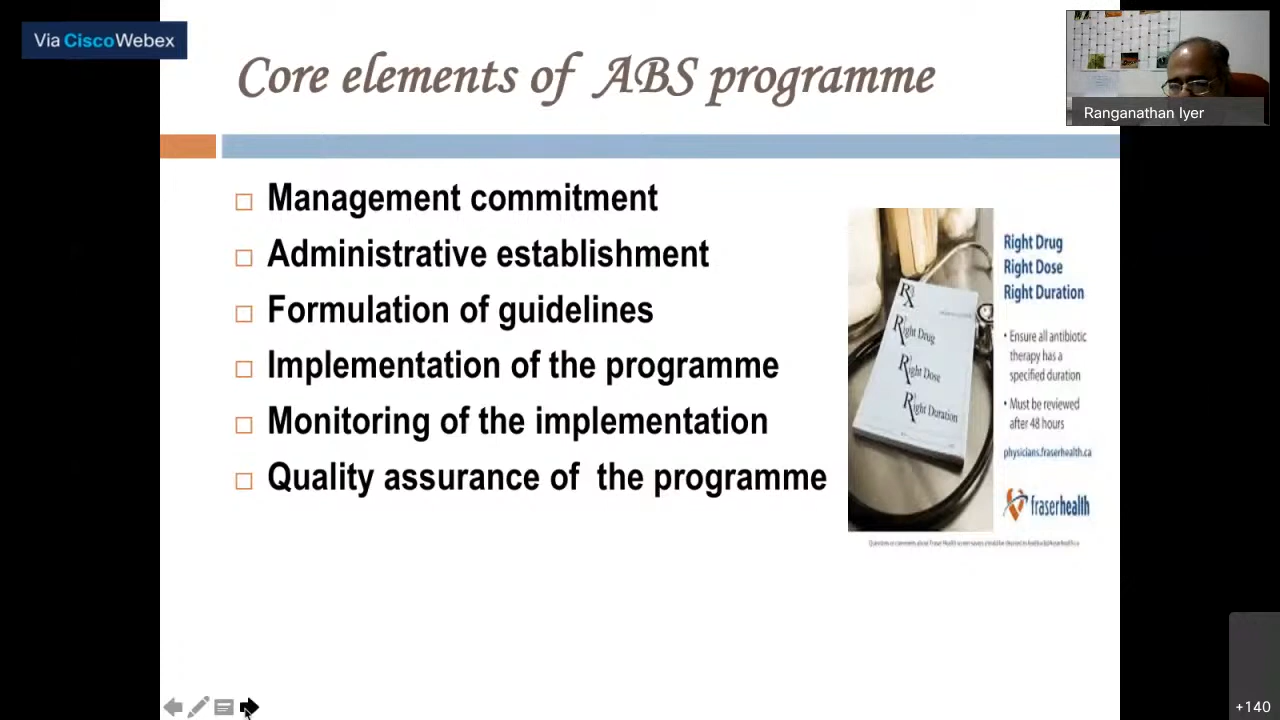 Via CiscoWebex
Core elements of ABS programme
Ranganathan Iyer
Management commitment
Administrative establishment
Formulation of guidelines
Implementation of the programme
Monitoring of the implementation
Quality assurance of the programme
Rx
Right Drug
Right Dose
Right Duration
Right Drug
Right Dose
Right Duration
• Ensure all antibiotic
therapy has a
specified duration
• Must be reviewed
after 48 hours
physicians.fraserhealth.ca
fraserhealth
+140